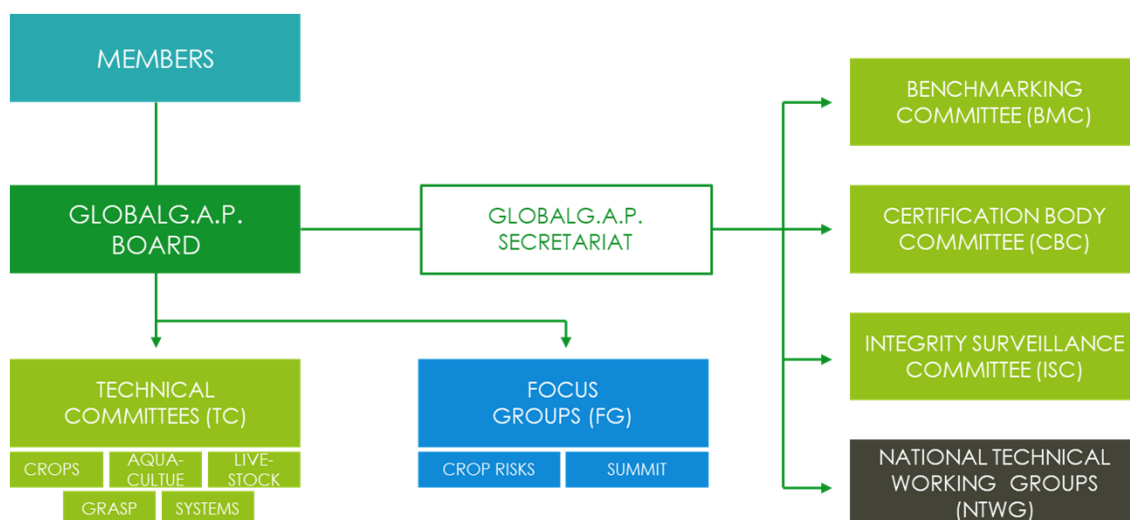 MEMBERS
GLOBALG.A.P.
BOARD
GLOBALG.A.P.
SECRETARIAT
TECHNICAL
COMMITTEES (TC)
CROPS
AQUA-
CULTUE
LIVE-
STOCK
GRASP
SYSTEMS
FOCUS
GROUPS (FG)
CROP RISKS
SUMMIT
BENCHMARKING
COMMITTEE (BMC)
CERTIFICATION BODY
COMMITTEE (CBC)
INTEGRITY SURVEILLANCE
COMMITTEE (ISC)
NATIONAL TECHNICAL
WORKING GROUPS
(NTWG)